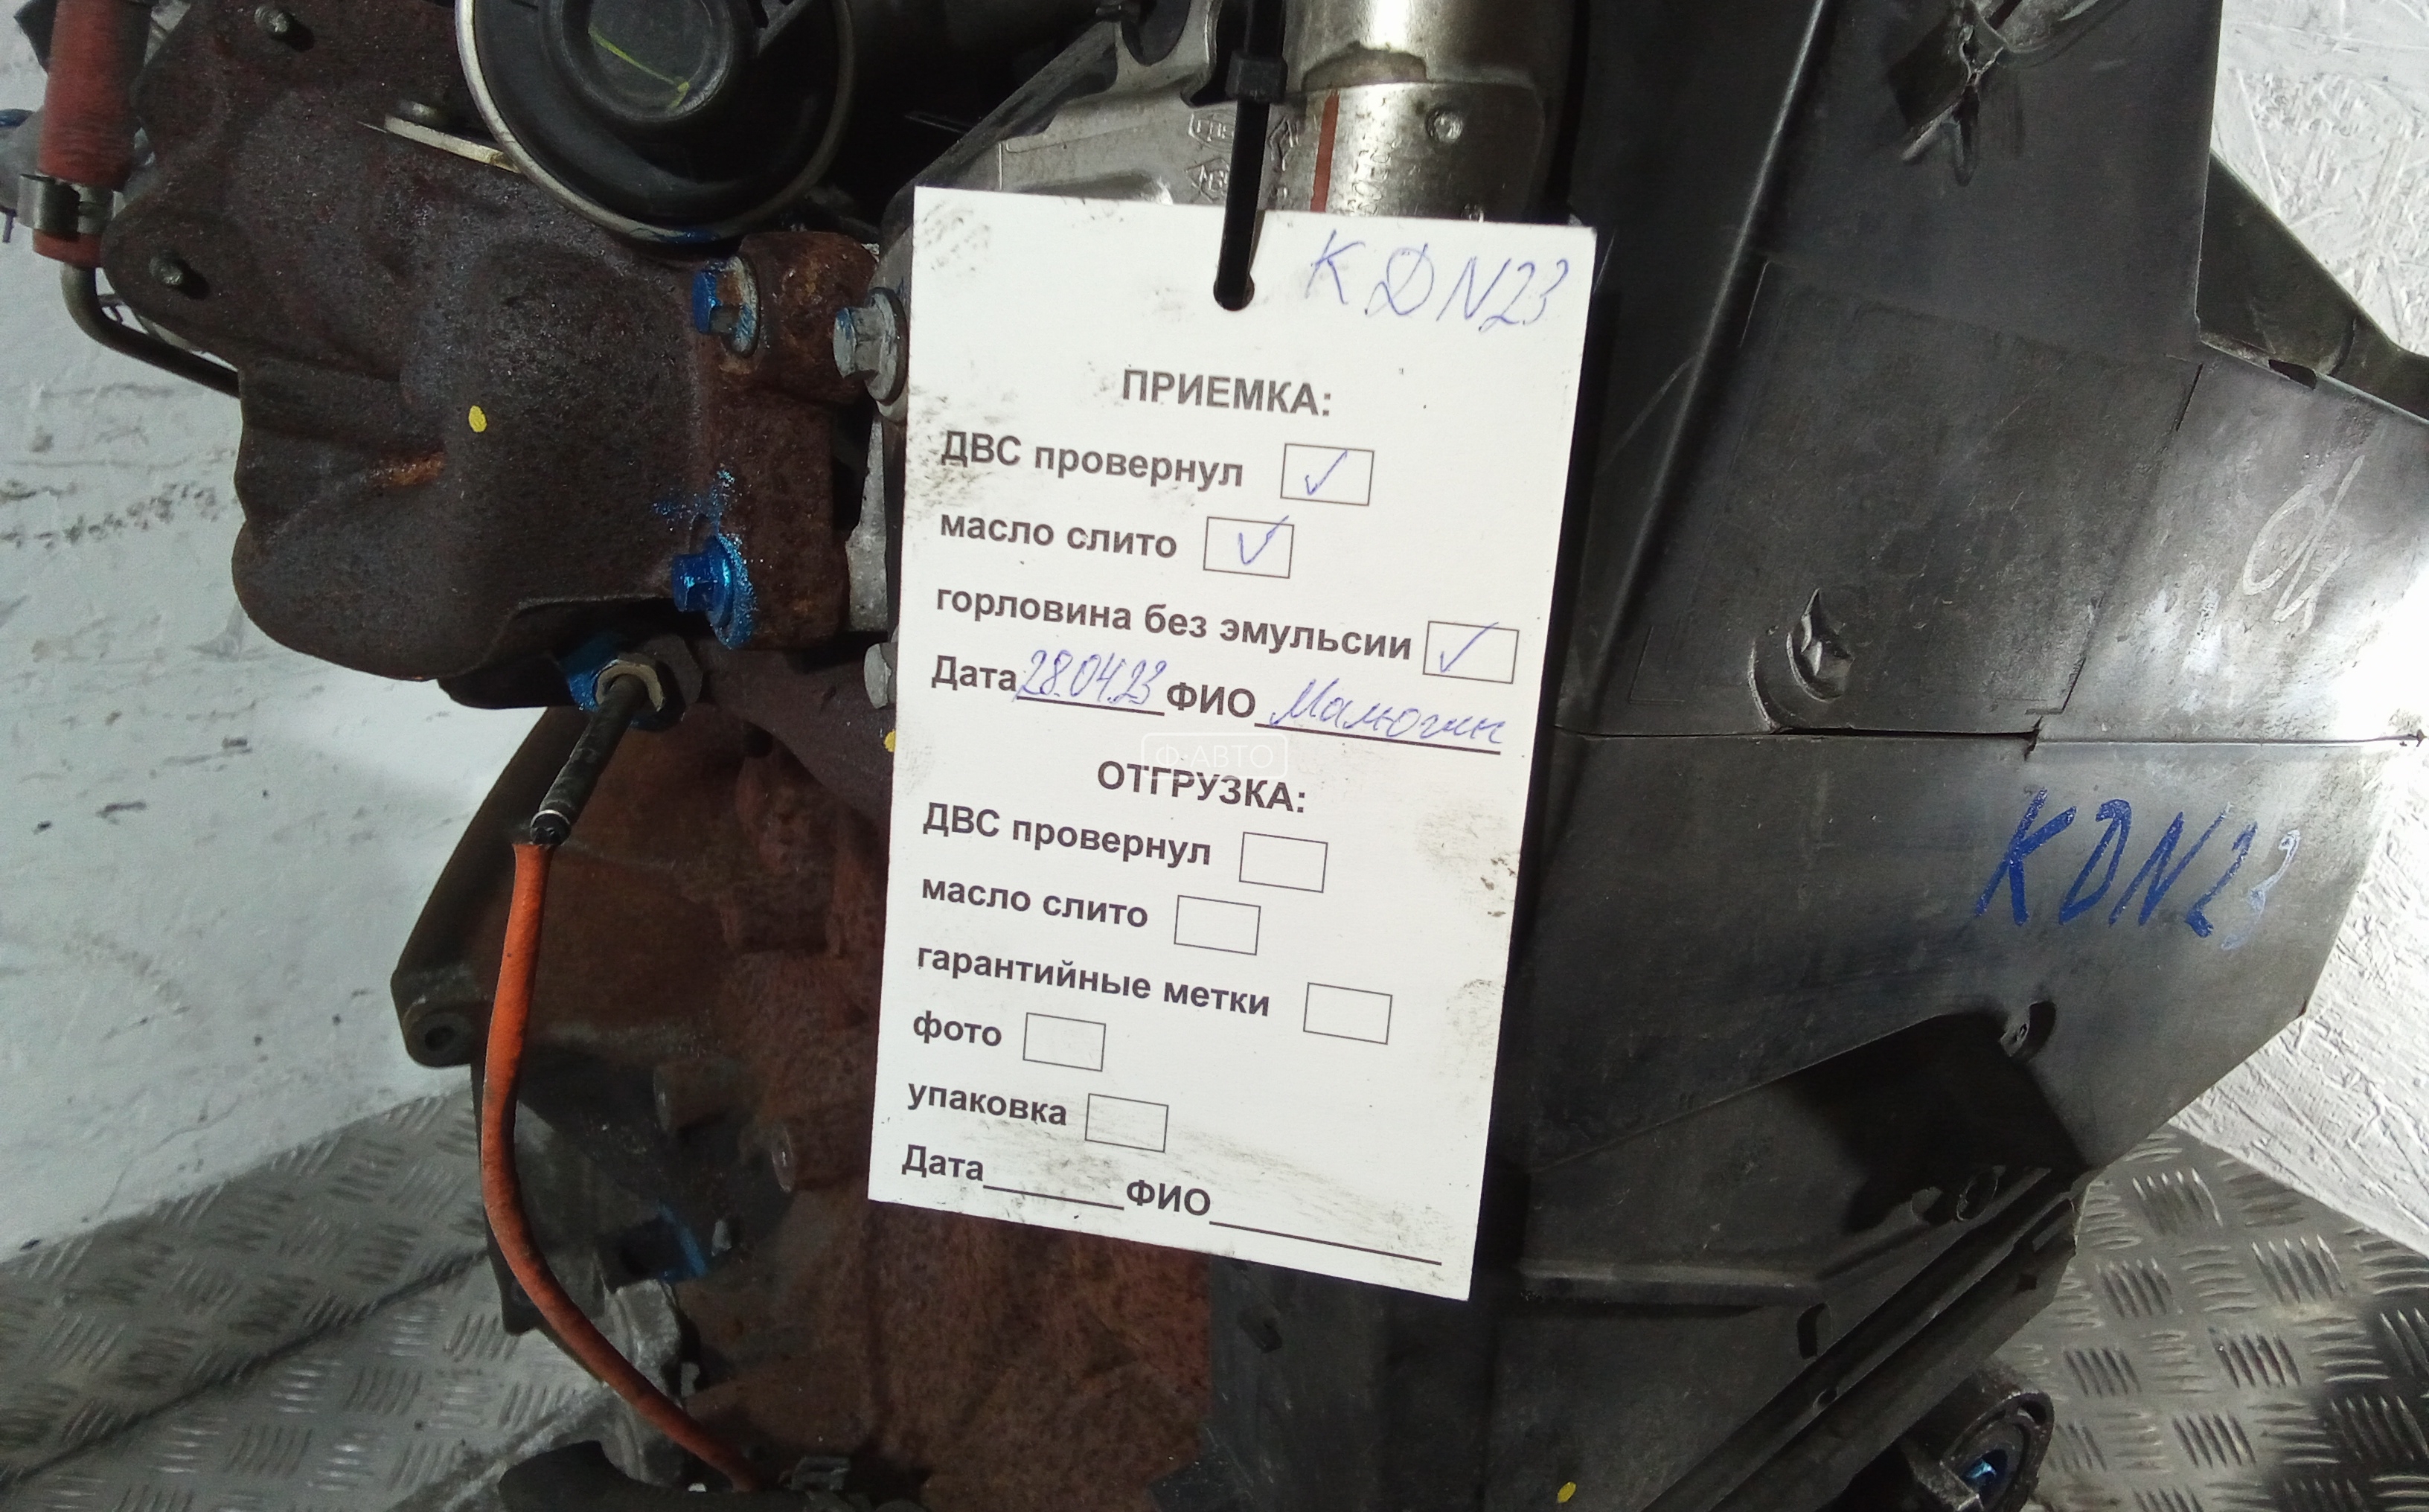 KDN23
ПРИЕМКА:
ДВС провернул
масло слито
горловина без эмульсии
Дата 28.04.23 ФИО
Ф-АВТО
ОТГРУЗКА:
ДВС провернул
масло слито
гарантийные метки
фото
упаковка
Дата ФИО
KDN23